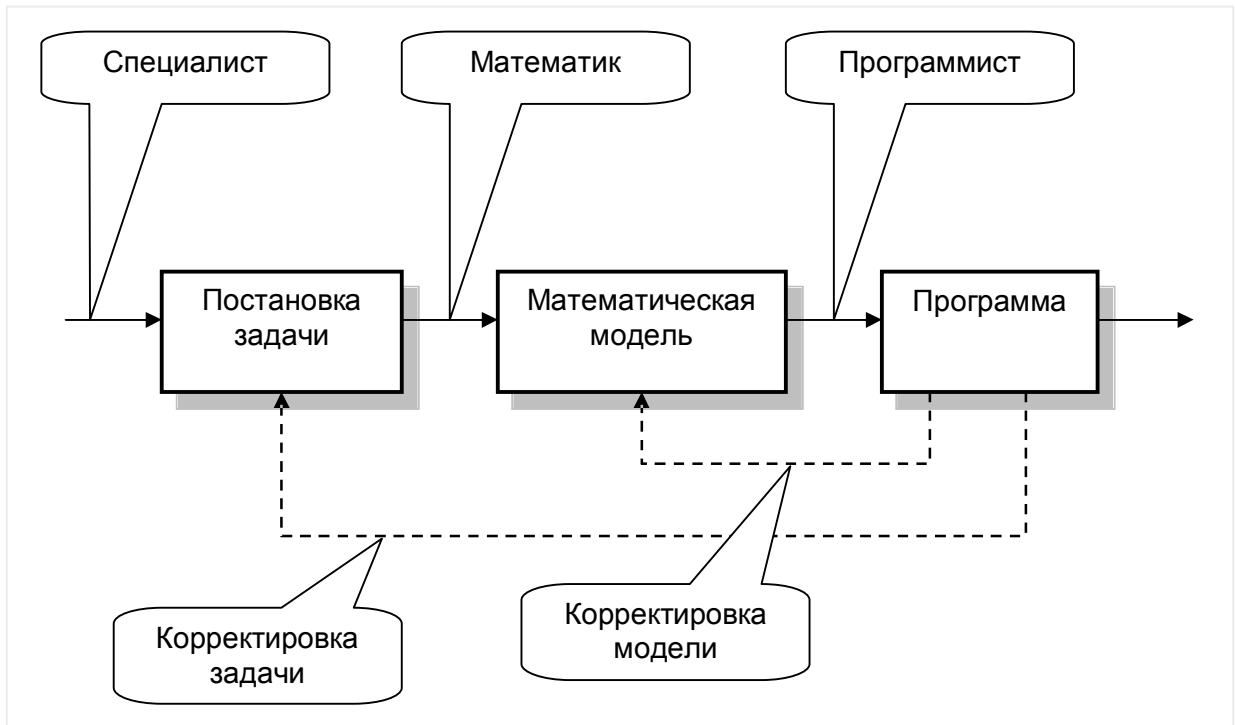 Специалист
Математик
Программист
Постановка
задачи
Математическая
модель
Программа
Корректировка
задачи
Корректировка
модели